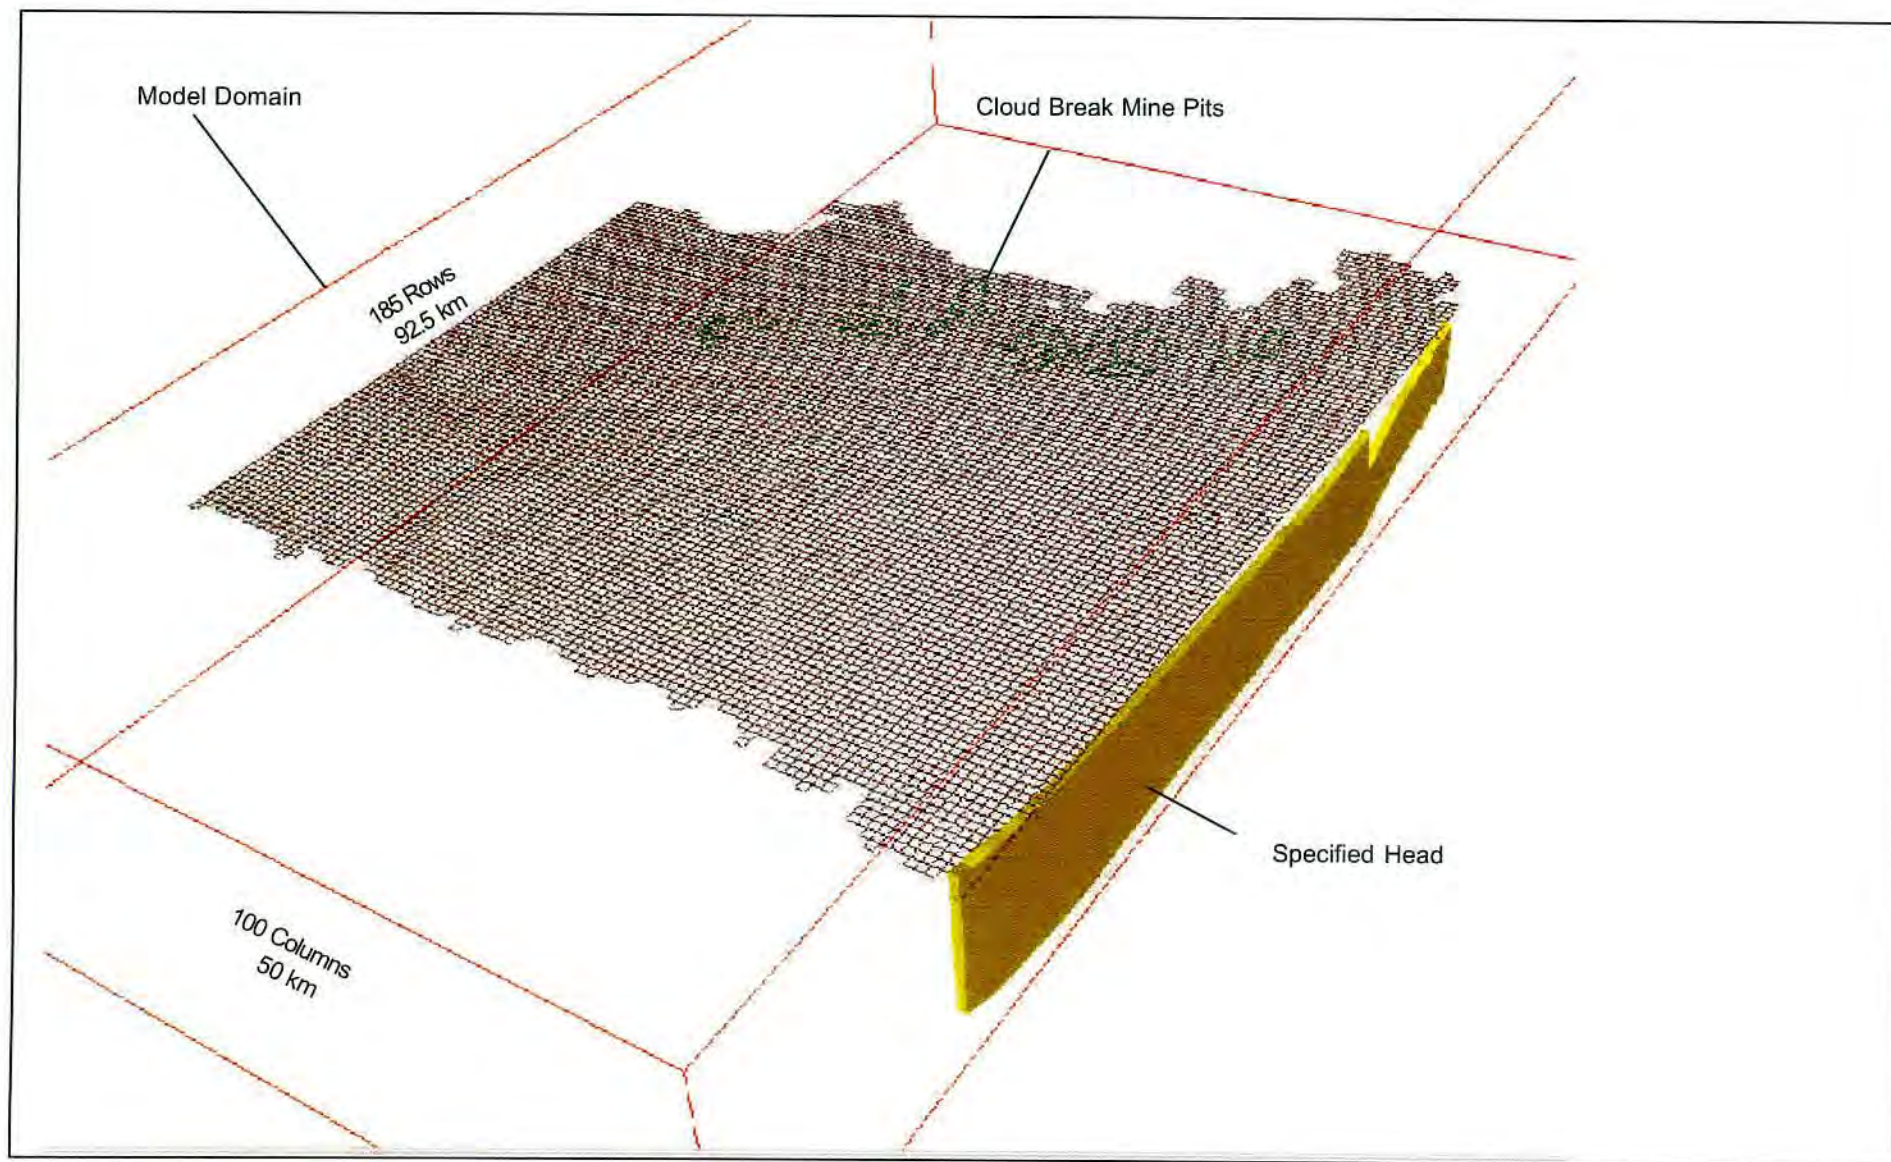 Model Domain
Cloud Break Mine Pits
185 Rows
92.5 km
Specified Head
100 Columns
50 km